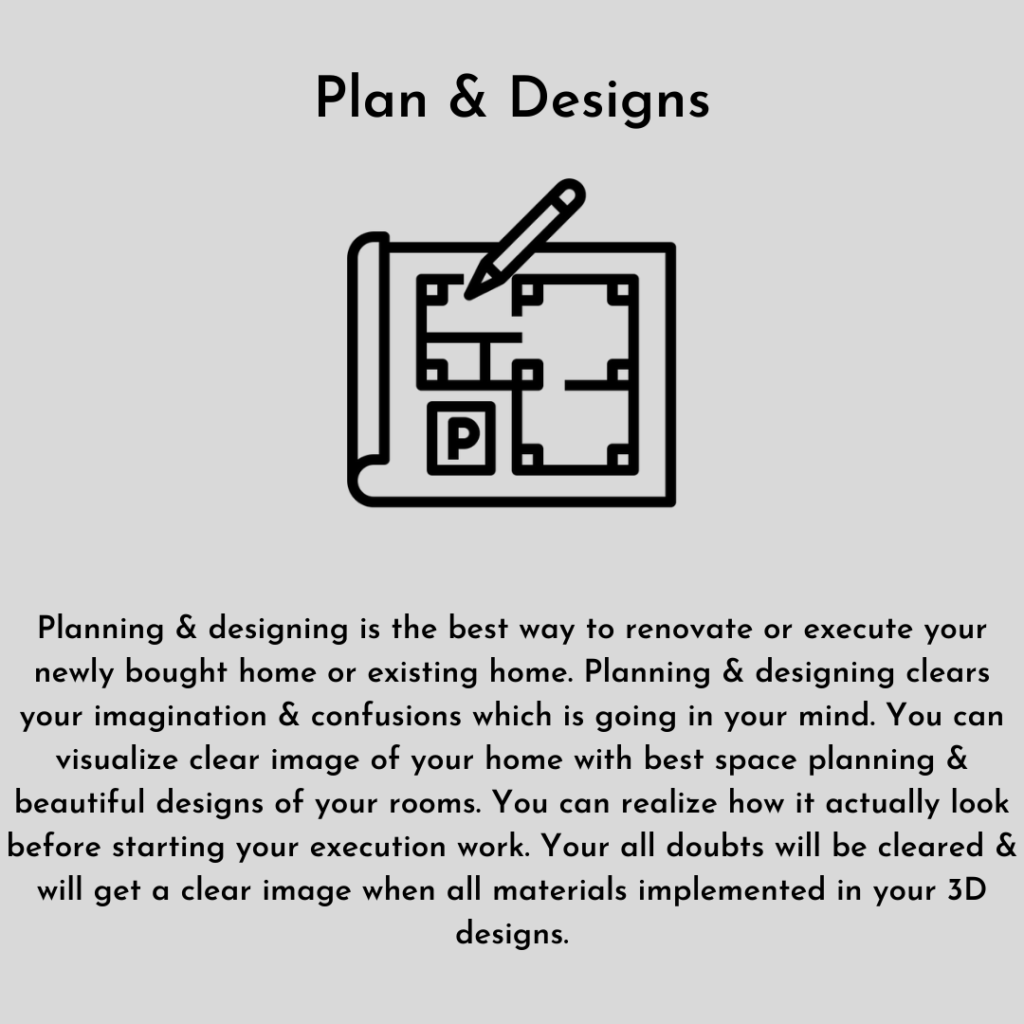 Plan & Designs
P
Planning & designing is the best way to renovate or execute your
newly bought home or existing home. Planning & designing clears
your imagination & confusions which is going in your mind. You can
visualize clear image of your home with best space planning &
beautiful designs of your rooms. You can realize how it actually look
before starting your execution work. Your all doubts will be cleared &
will get a clear image when all materials implemented in your 3D
designs.